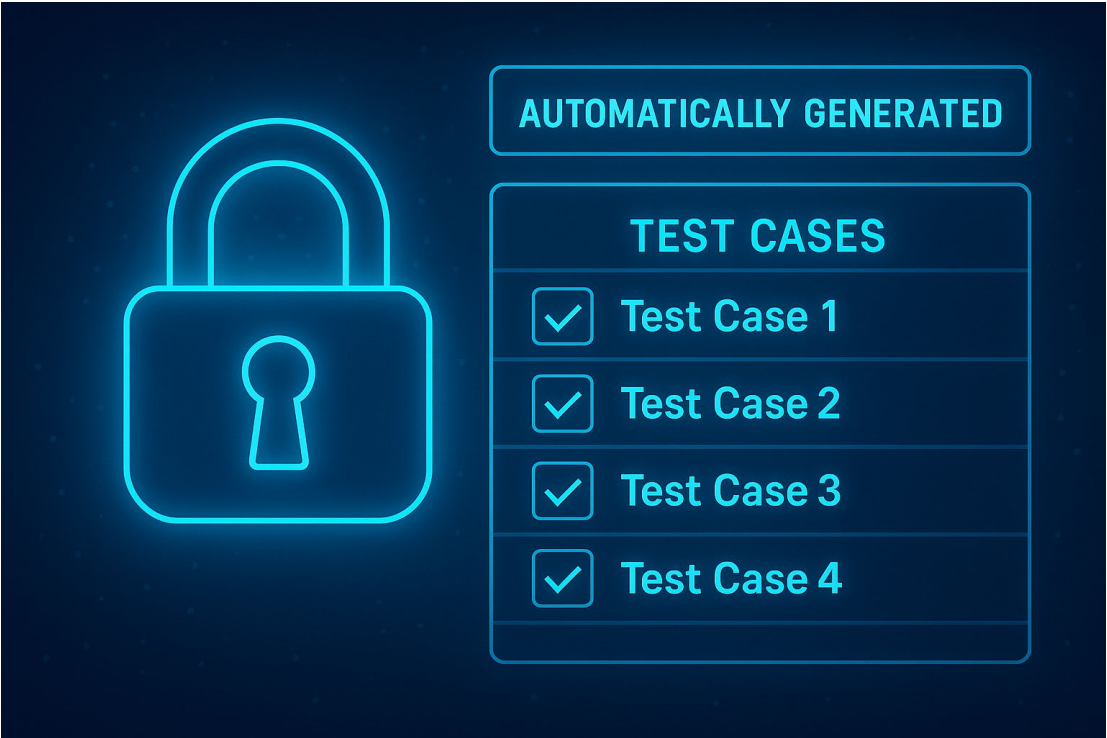 AUTOMATICALLY GENERATED
TEST CASES
Test Case 1
Test Case 2
Test Case 3
Test Case 4